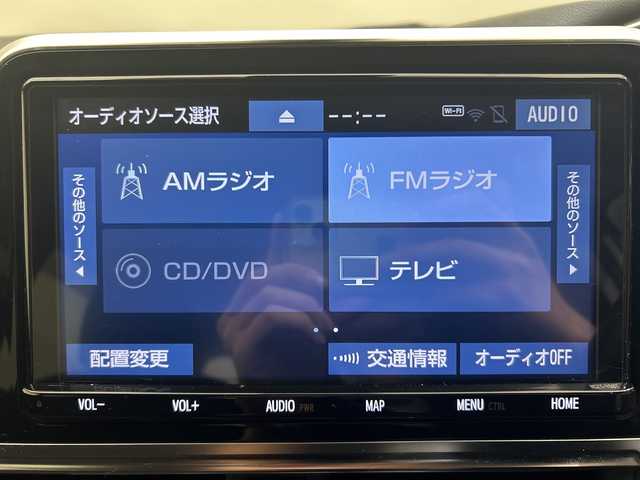 オーディオソース選択 --:-- Wi-Fi AUDIO
その他のソース
AMラジオ
FMラジオ
その他のソース
CD/DVD
テレビ
配置変更 交通情報 オーディオOFF
VOL- VOL+ AUDIO PWR MAP MENU CTRL HOME